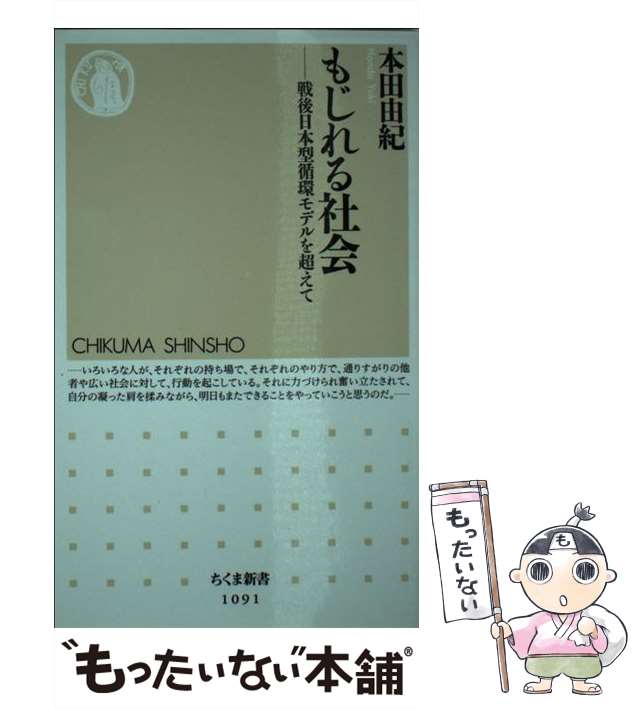 本田由紀
Honda Yuki
もじれる社会
──戦後日本型循環モデルを超えて
CHIKUMA SHINSHO
──いろいろな人が、それぞれの持ち場で、それぞれのやり方で、通りすがりの他
者や広い社会に対して、行動を起こしている。それに力づけられ奮い立たされて、
自分の凝った肩を揉みながら、明日もまたできることをやっていこうと思うのだ。──
ちくま新書
1091
“もったいない”本舗®
もったいない
も